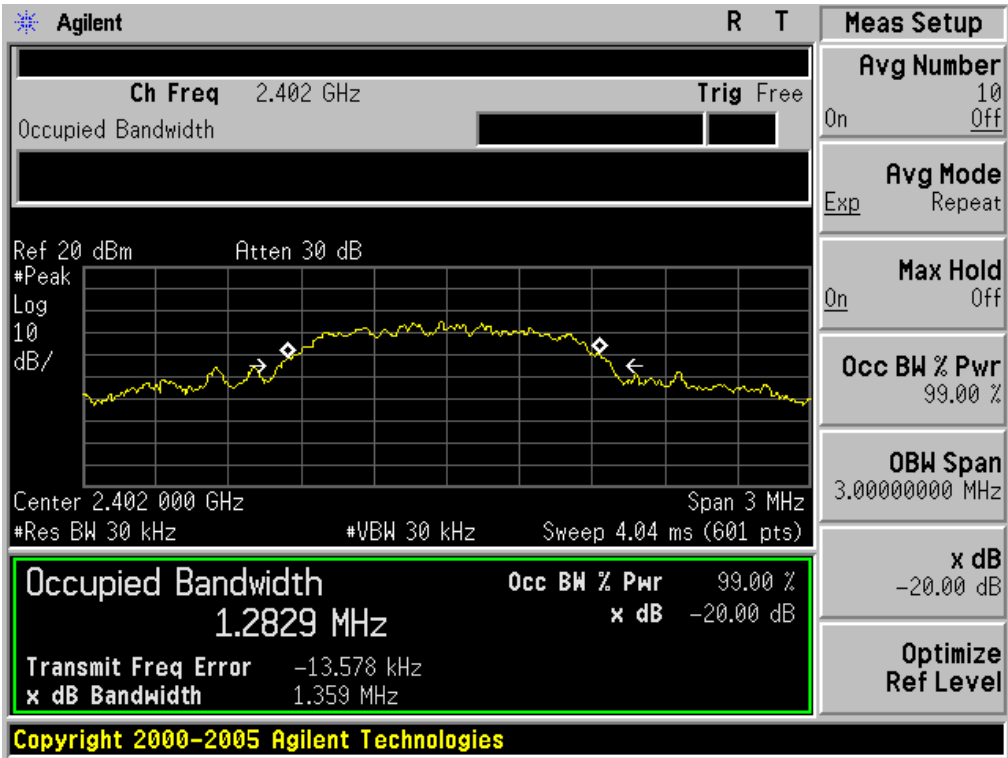 Agilent R T Meas Setup
Ch Freq 2.402 GHz Trig Free
Occupied Bandwidth
Ref 20 dBm Atten 30 dB
#Peak
Log
10
dB/
Center 2.402 000 GHz Span 3 MHz
#Res BW 30 kHz #VBW 30 kHz Sweep 4.04 ms (601 pts)
Occupied Bandwidth Occ BW % Pwr 99.00 %
1.2829 MHz x dB -20.00 dB
Transmit Freq Error -13.578 kHz
x dB Bandwidth 1.359 MHz
Copyright 2000-2005 Agilent Technologies
Avg Number
10
On Off
Avg Mode
Exp Repeat
Max Hold
On Off
Occ BW % Pwr
99.00 %
OBW Span
3.00000000 MHz
x dB
-20.00 dB
Optimize
Ref Level